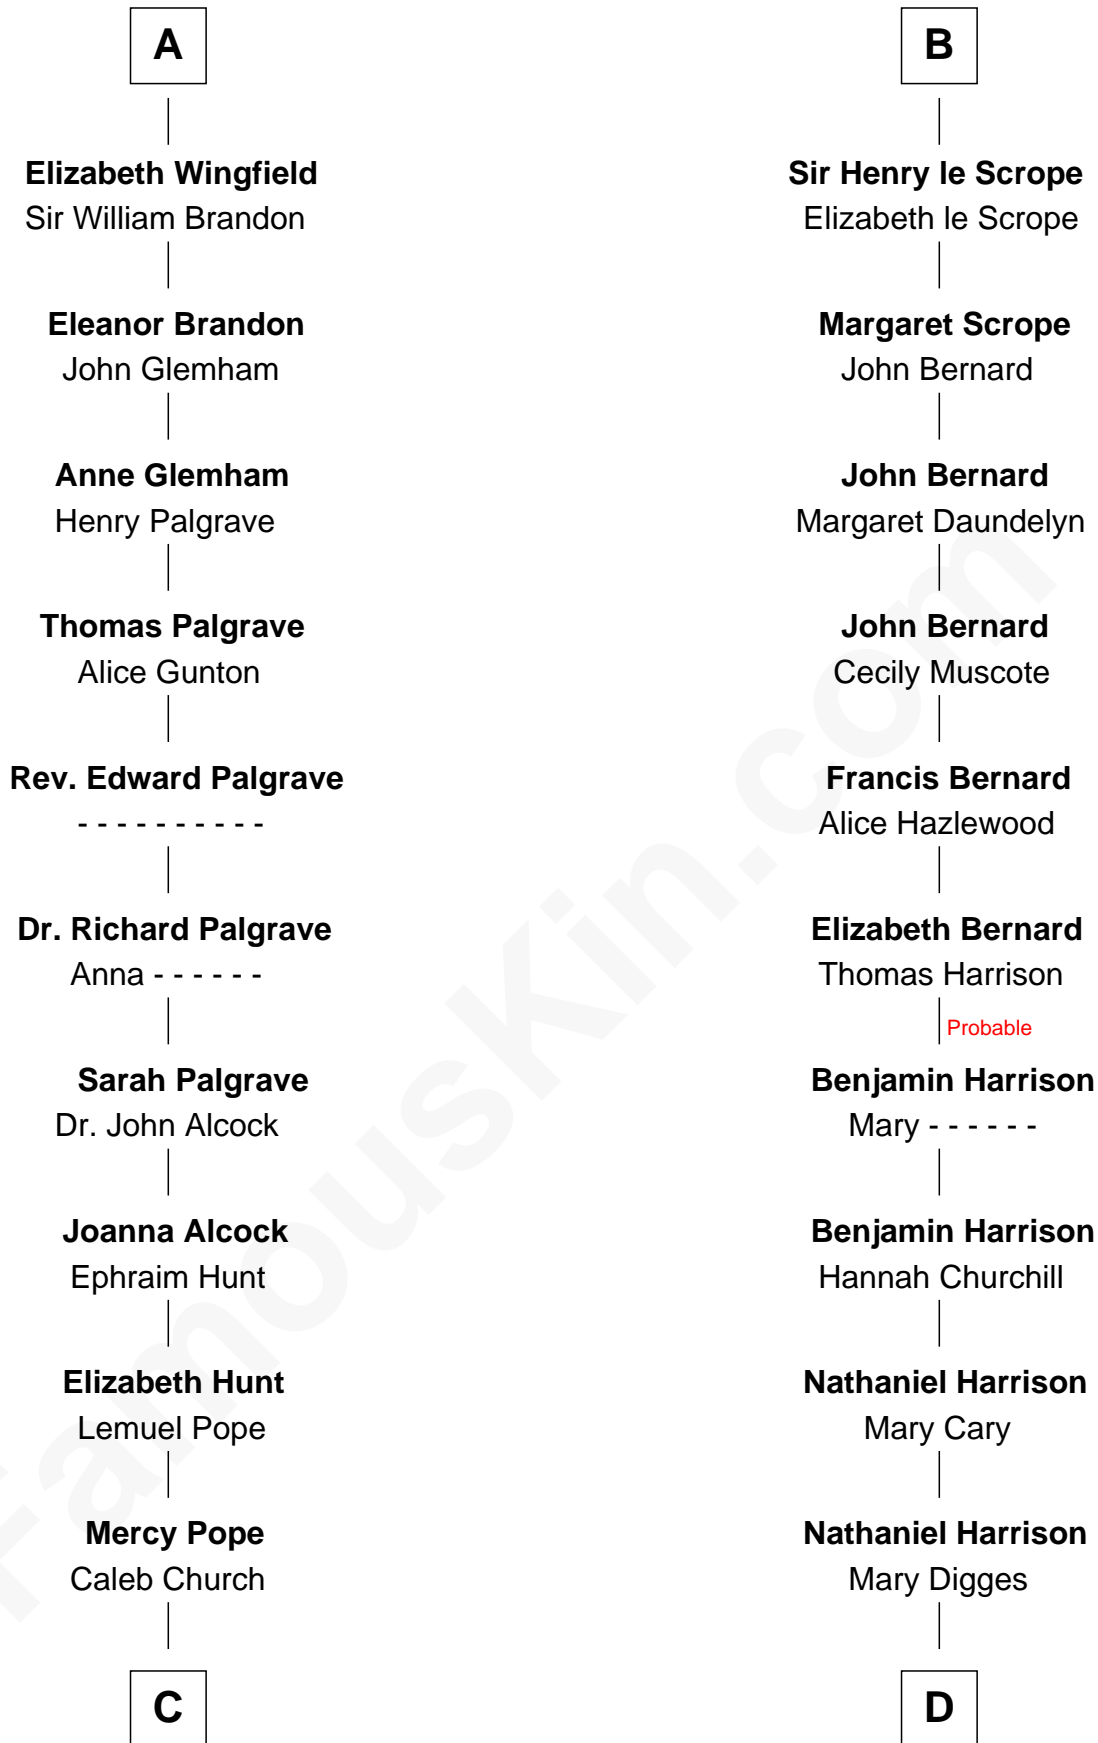 A
Elizabeth Wingfield
Sir William Brandon
Eleanor Brandon
John Glemham
Anne Glemham
Henry Palgrave
Thomas Palgrave
Alice Gunton
Rev. Edward Palgrave
- - - - - - - - - -
Dr. Richard Palgrave
Anna - - - - - -
Sarah Palgrave
Dr. John Alcock
Joanna Alcock
Ephraim Hunt
Elizabeth Hunt
Lemuel Pope
Mercy Pope
Caleb Church
C
B
Sir Henry le Scrope
Elizabeth le Scrope
Margaret Scrope
John Bernard
John Bernard
Margaret Daundelyn
John Bernard
Cecily Muscote
Francis Bernard
Alice Hazlewood
Elizabeth Bernard
Thomas Harrison
Probable
Benjamin Harrison
Mary - - - - - -
Benjamin Harrison
Hannah Churchill
Nathaniel Harrison
Mary Cary
Nathaniel Harrison
Mary Digges
D
FamousKin.com